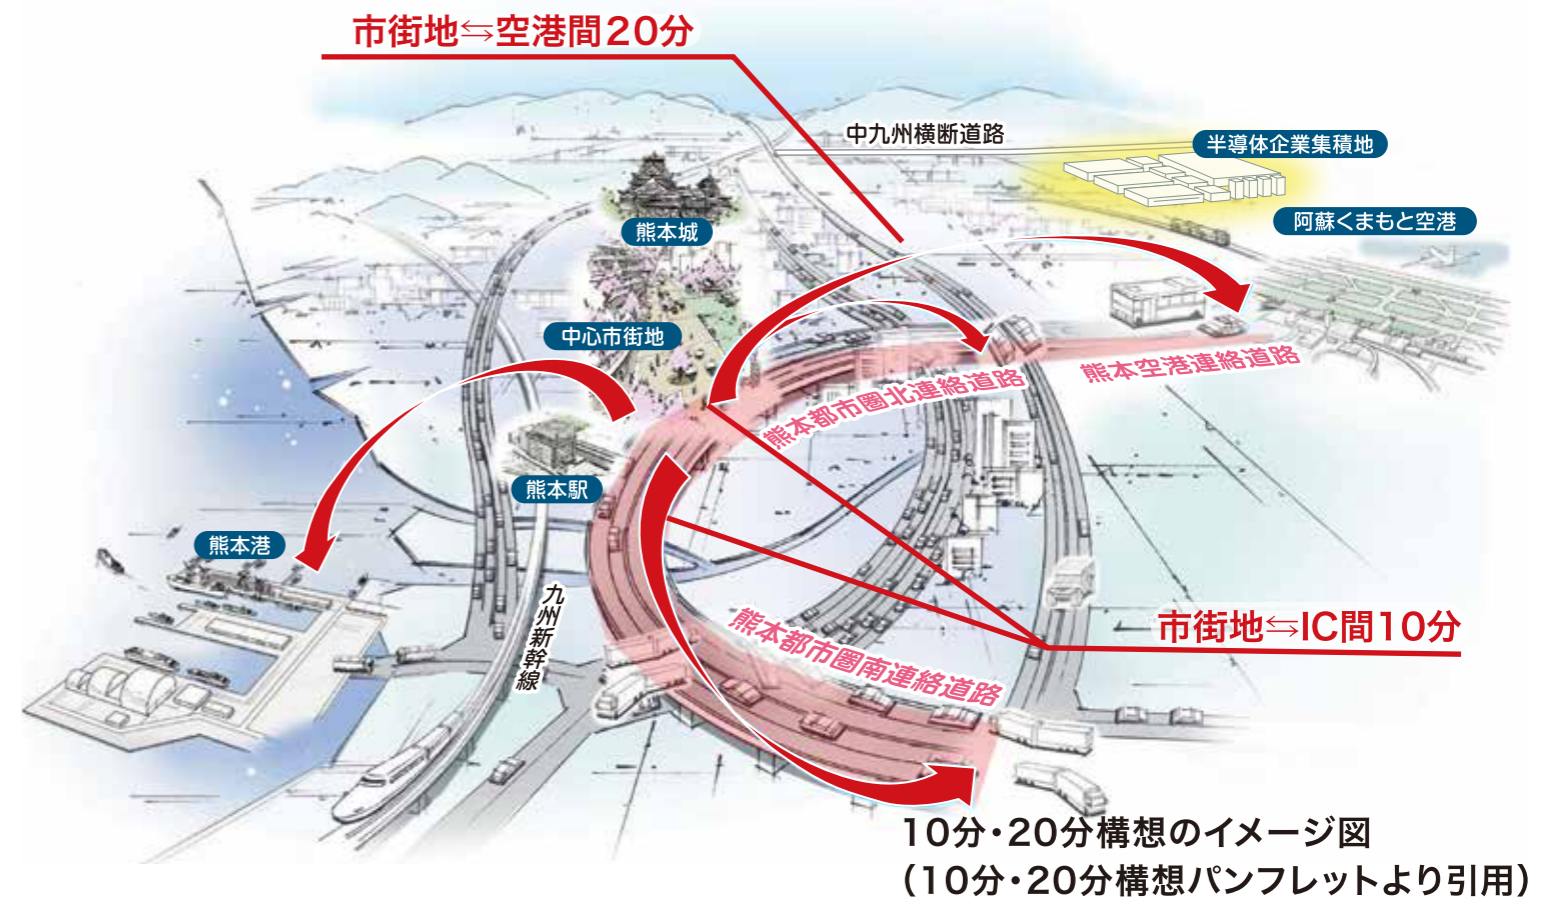 市街地⇆空港間20分
中九州横断道路
半導体企業集積地
阿蘇くまもと空港
熊本城
中心市街地
熊本空港連絡道路
熊本都市圏北連絡道路
熊本駅
熊本港
九州新幹線
市街地⇆IC間10分
熊本都市圏南連絡道路
10分・20分構想のイメージ図
（10分・20分構想パンフレットより引用）